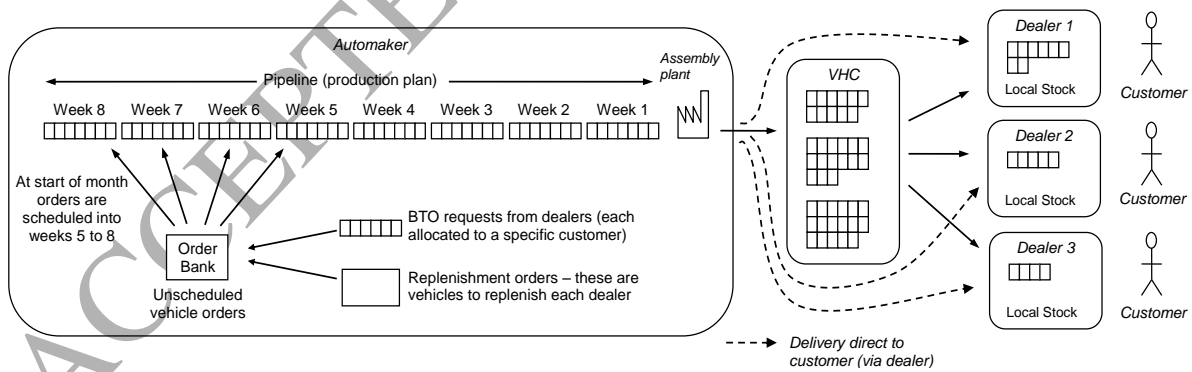 Automaker
Pipeline (production plan)
Assembly
plant
Week 8 Week 7 Week 6 Week 5 Week 4 Week 3 Week 2 Week 1
At start of month
orders are
scheduled into
weeks 5 to 8
Order
Bank
Unscheduled
vehicle orders
BTO requests from dealers (each
allocated to a specific customer)
Replenishment orders – these are
vehicles to replenish each dealer
VHC
Dealer 1
Local Stock
Customer
Dealer 2
Local Stock
Customer
Dealer 3
Local Stock
Customer
Delivery direct to
customer (via dealer)
ACCEPTE